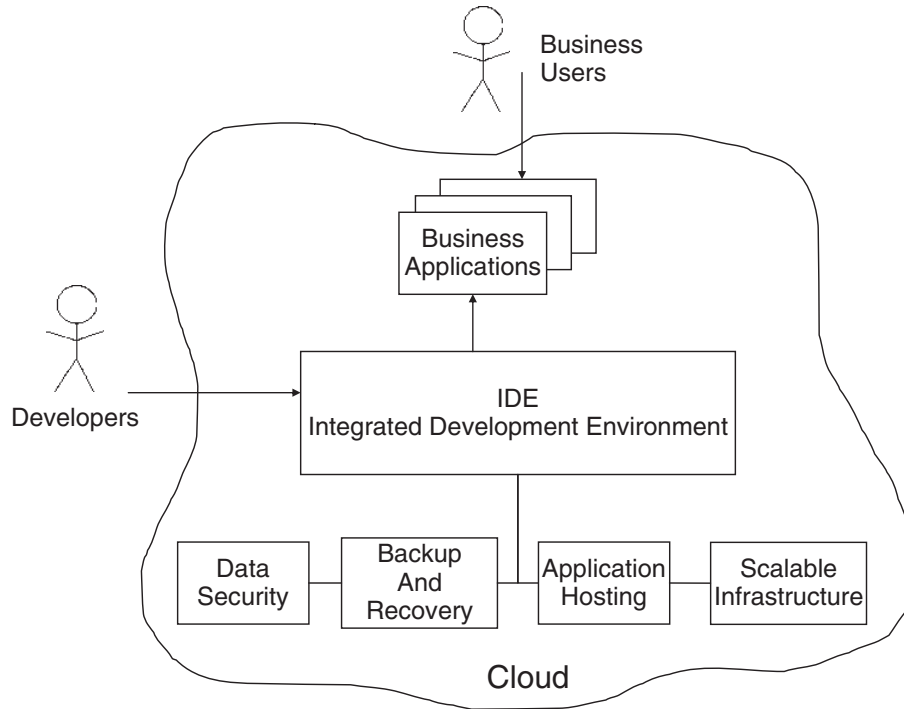 Business
Users
Business
Applications
Developers
IDE
Integrated Development Environment
Data
Security
Backup
And
Recovery
Application
Hosting
Scalable
Infrastructure
Cloud